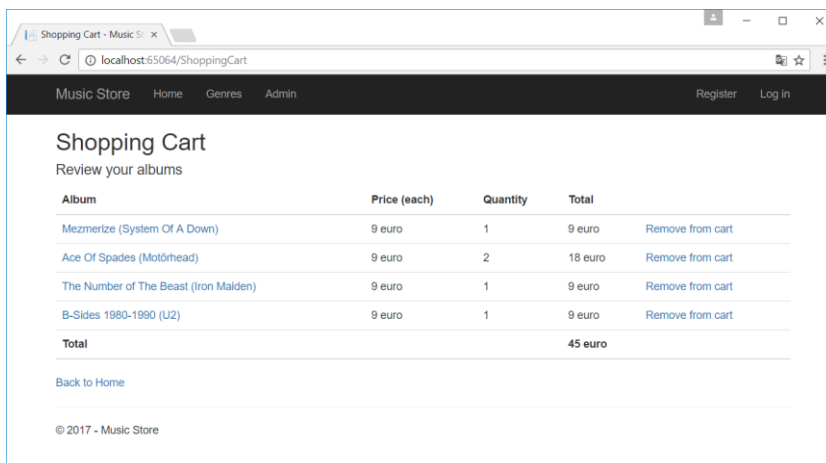 Shopping Cart - Music St
localhost:65064/ShoppingCart
Music Store Home Genres Admin Register Log in
Shopping Cart
Review your albums
Album Price (each) Quantity Total
Mezmerize (System Of A Down) 9 euro 1 9 euro Remove from cart
Ace Of Spades (Motörhead) 9 euro 2 18 euro Remove from cart
The Number of The Beast (Iron Maiden) 9 euro 1 9 euro Remove from cart
B-Sides 1980-1990 (U2) 9 euro 1 9 euro Remove from cart
Total 45 euro
Back to Home
© 2017 - Music Store